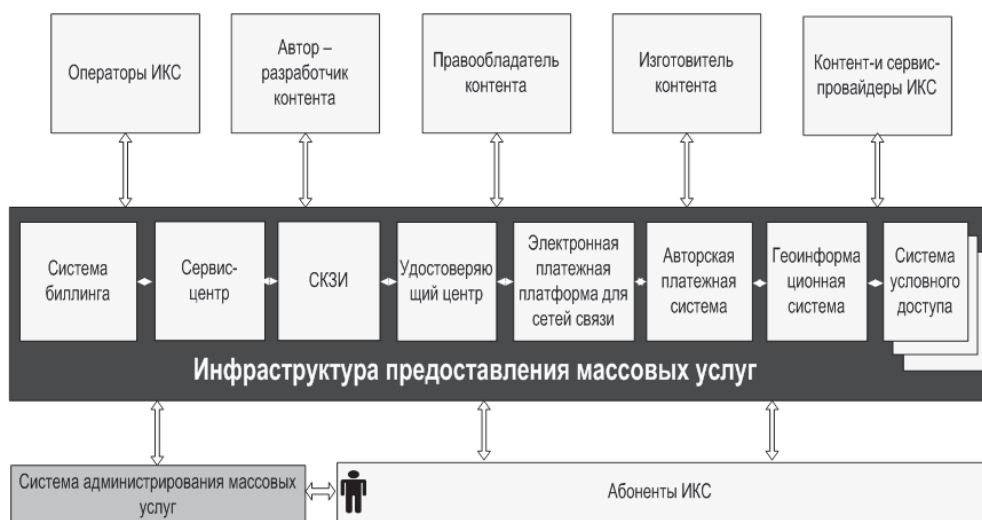 Операторы ИКС
Автор –
разработчик
контента
Правообладатель
контента
Изготовитель
контента
Контент-и сервис-
провайдеры ИКС
Система
биллинга
Сервис-
центр
СКЗИ
Удостоверяю
щий центр
Электронная
платежная
платформа для
сетей связи
Авторская
платежная
система
Геоинформа
ционная
система
Система
условного
доступа
Инфраструктура предоставления массовых услуг
Система администрирования массовых
услуг
Абоненты ИКС